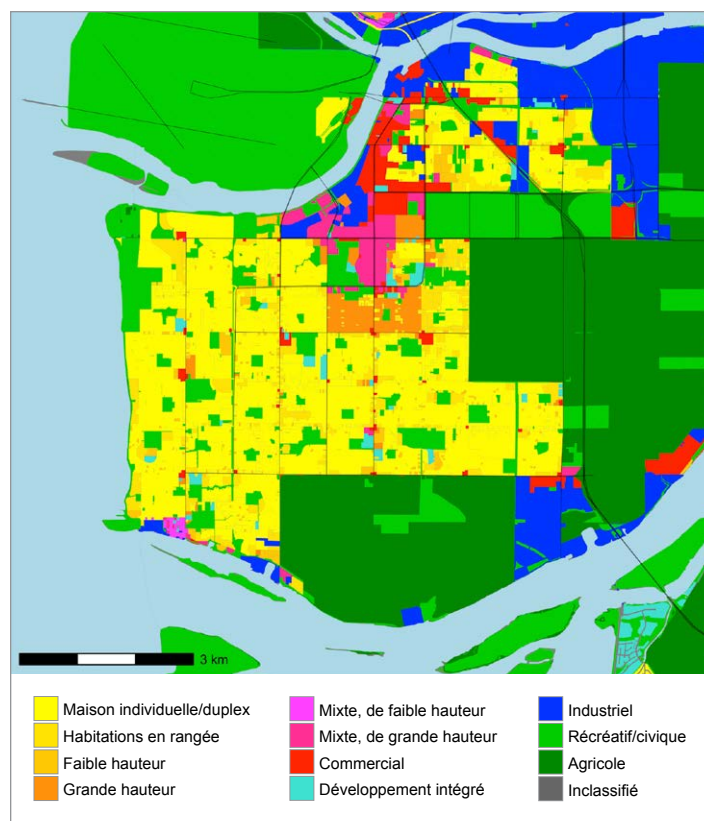 3 km
Maison individuelle/duplex
Habitations en rangée
Faible hauteur
Grande hauteur
Mixte, de faible hauteur
Mixte, de grande hauteur
Commercial
Développement intégré
Industriel
Récréatif/civique
Agricole
Inclassifié